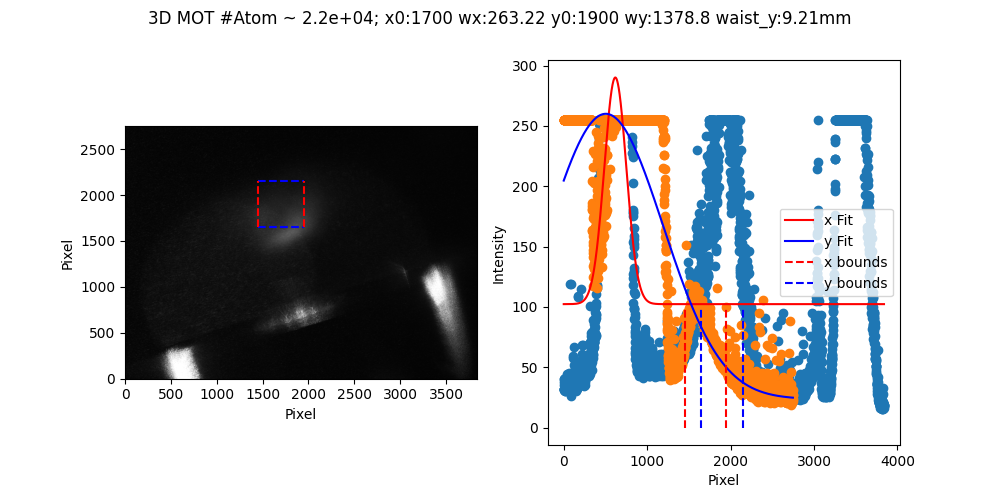 3D MOT #Atom ~ 2.2e+04; x0:1700 wx:263.22 y0:1900 wy:1378.8 waist_y:9.21mm
Pixel
2500
2000
1500
1000
500
0
0 500 1000 1500 2000 2500 3000 3500
Pixel
Intensity
300
250
200
150
100
50
0
x Fit
y Fit
x bounds
y bounds
0 1000 2000 3000 4000
Pixel